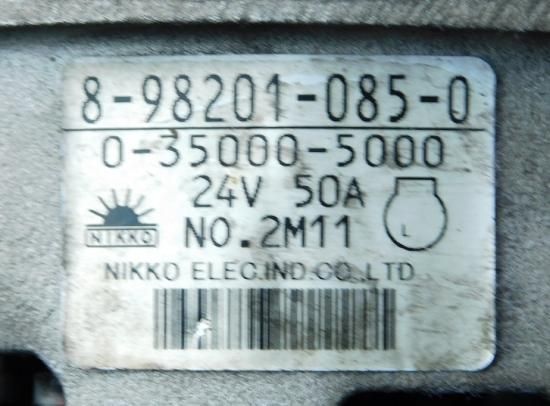 8-98201-085-0
0-35000-5000
24V 50A
L
NIKKO
NO.2M11
NIKKO ELEC.IND.CO.,LTD